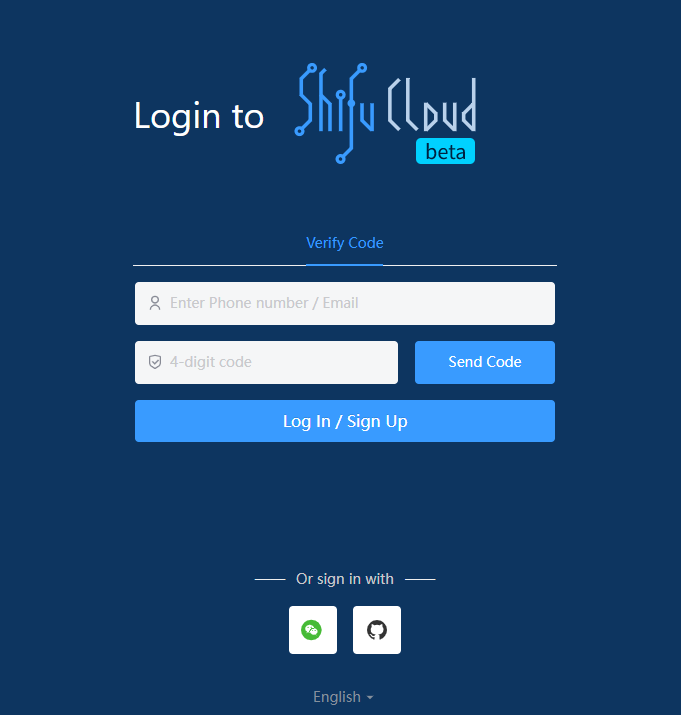 Login to Shifu Cloud
beta
Verify Code
Enter Phone number / Email
4-digit code
Send Code
Log In / Sign Up
Or sign in with
English